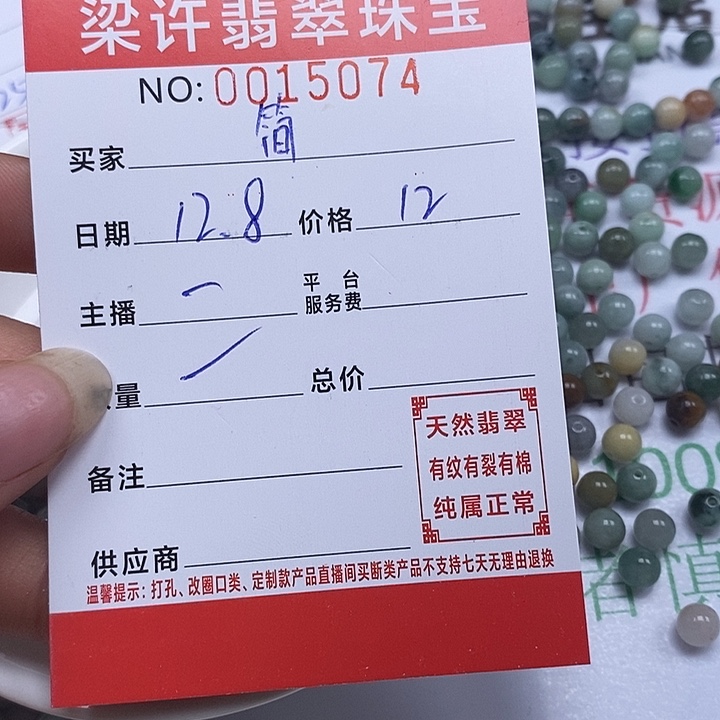 梁许翡翠珠宝
NO: 0015074
买家 简
日期 12.8 价格 12
主播 一 平台服务费
量 / 总价
天然翡翠
有纹有裂有棉
纯属正常
备注
供应商
温馨提示：打孔、改圈口类、定制款产品直播间买断类产品不支持七天无理由退换